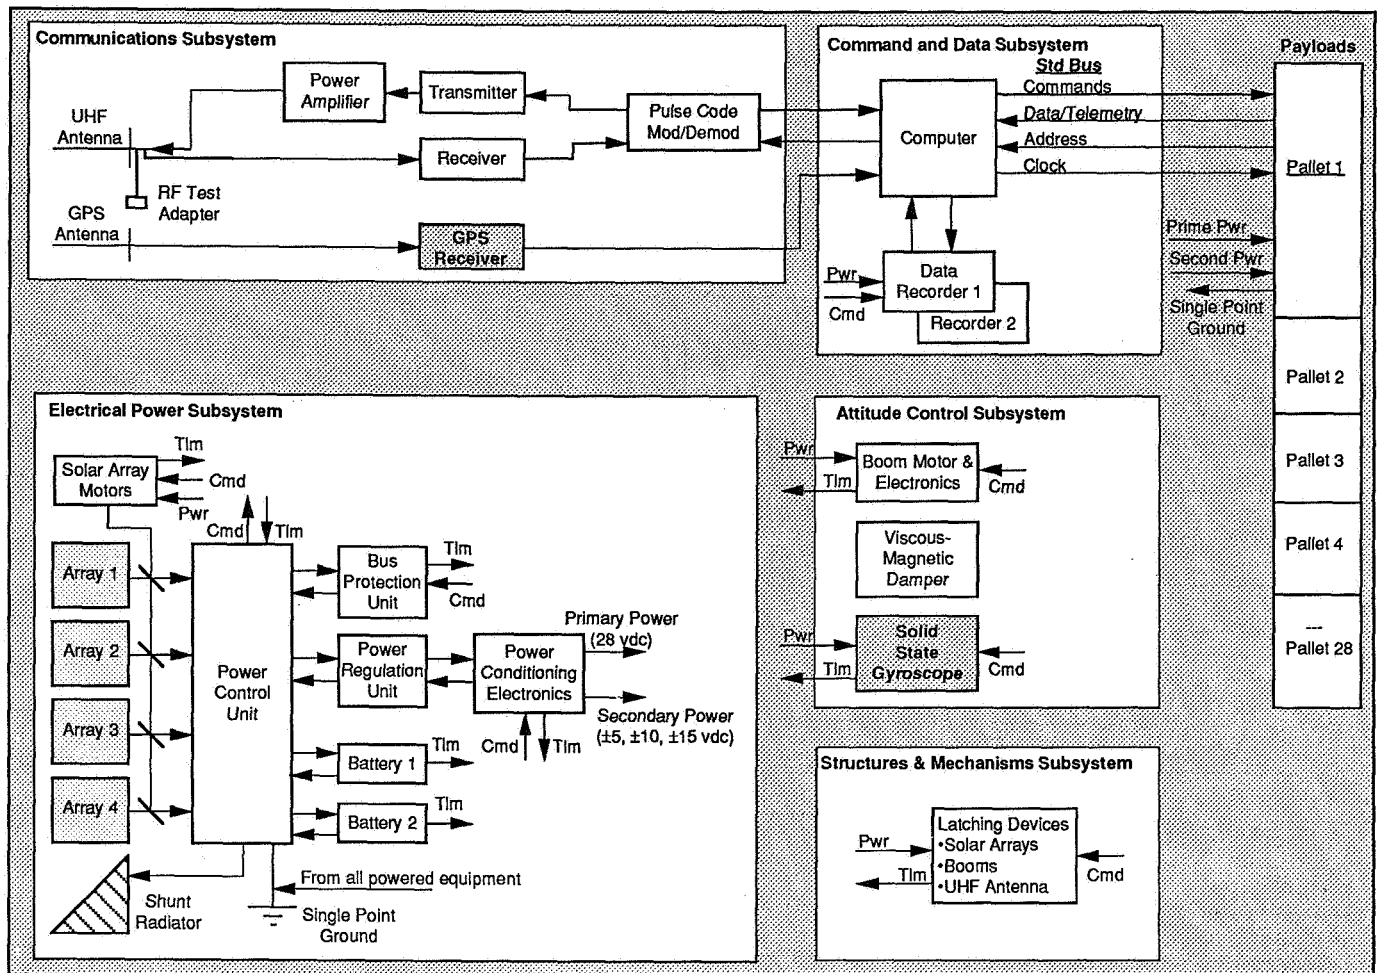 Communications Subsystem
Power
Amplifier
Transmitter
UHF
Antenna
Receiver
Pulse Code
Mod/Demod
RF Test
Adapter
GPS
Antenna
GPS
Receiver
Command and Data Subsystem
Std Bus
Commands
Data/Telemetry
Address
Clock
Computer
Pwr
Cmd
Data
Recorder 1
Recorder 2
Payloads
Pallet 1
Prime Pwr
Second Pwr
Single Point
Ground
Pallet 2
Pallet 3
Pallet 4
---
Pallet 28
Electrical Power Subsystem
Solar Array
Motors
Tlm
Cmd
Pwr
Cmd
Tlm
Array 1
Array 2
Array 3
Array 4
Power
Control
Unit
Bus
Protection
Unit
Tlm
Cmd
Power
Regulation
Unit
Power
Conditioning
Electronics
Primary Power
(28 vdc)
Secondary Power
(±5, ±10, ±15 vdc)
Cmd
Tlm
Battery 1
Tlm
Battery 2
Tlm
Shunt
Radiator
From all powered equipment
Single Point
Ground
Attitude Control Subsystem
Pwr
Tlm
Boom Motor &
Electronics
Cmd
Viscous-
Magnetic
Damper
Pwr
Tlm
Solid
State
Gyroscope
Cmd
Structures & Mechanisms Subsystem
Pwr
Tlm
Latching Devices
•Solar Arrays
•Booms
•UHF Antenna
Cmd